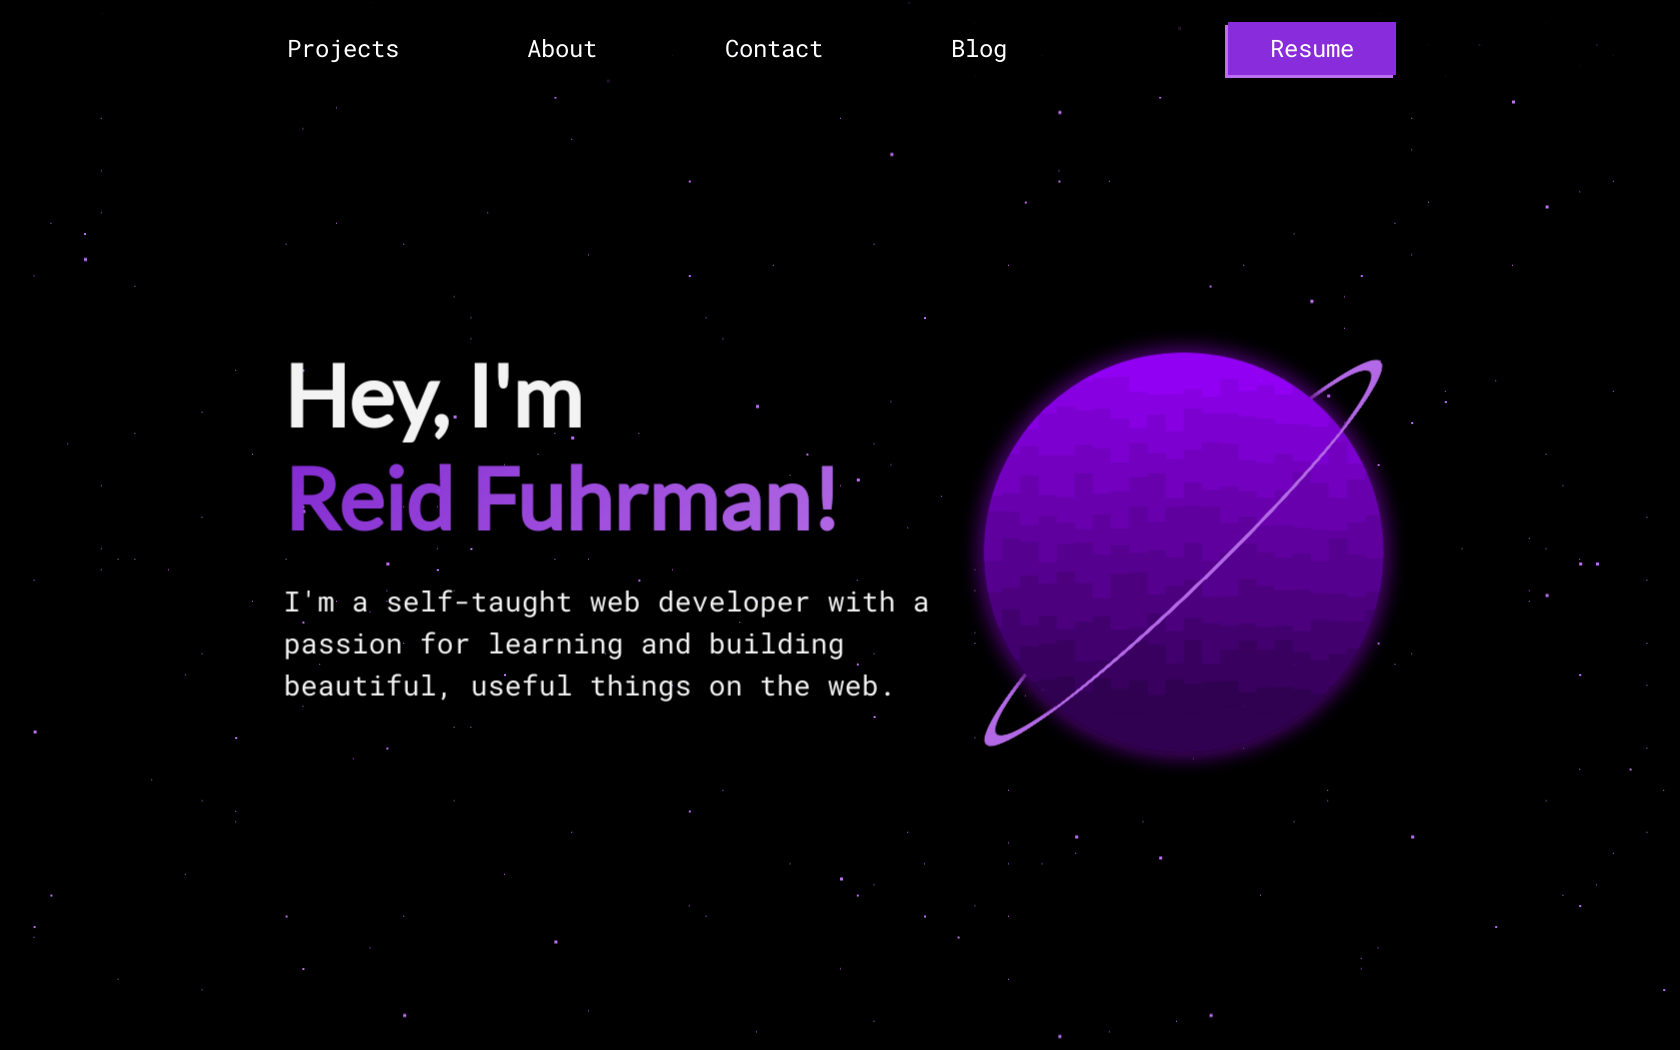 Projects
About
Contact
Blog
Resume
Hey, I'm
Reid Fuhrman!
I'm a self-taught web developer with a
passion for learning and building
beautiful, useful things on the web.